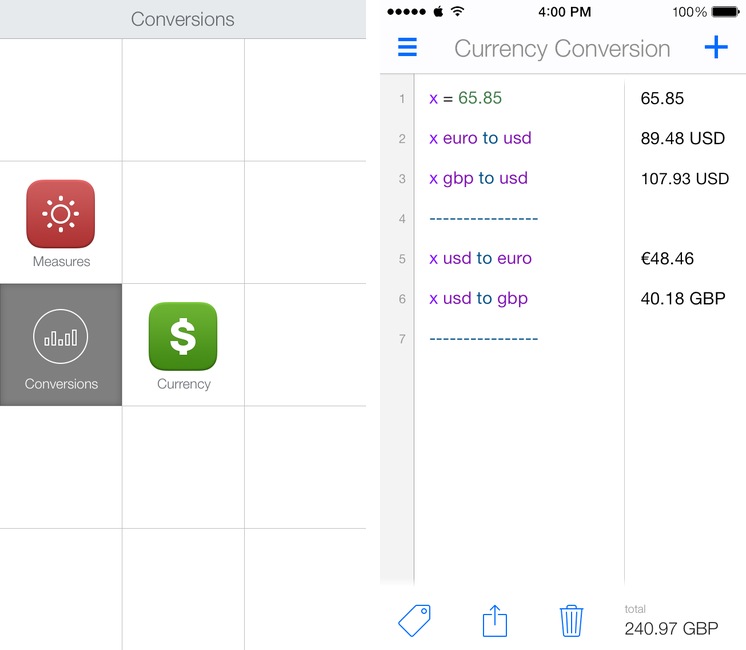 Conversions
Measures
Conversions
Currency
4:00 PM 100%
Currency Conversion
1 x = 65.85 65.85
2 x euro to usd 89.48 USD
3 x gbp to usd 107.93 USD
4 ----------------
5 x usd to euro €48.46
6 x usd to gbp 40.18 GBP
7 ----------------
total
240.97 GBP